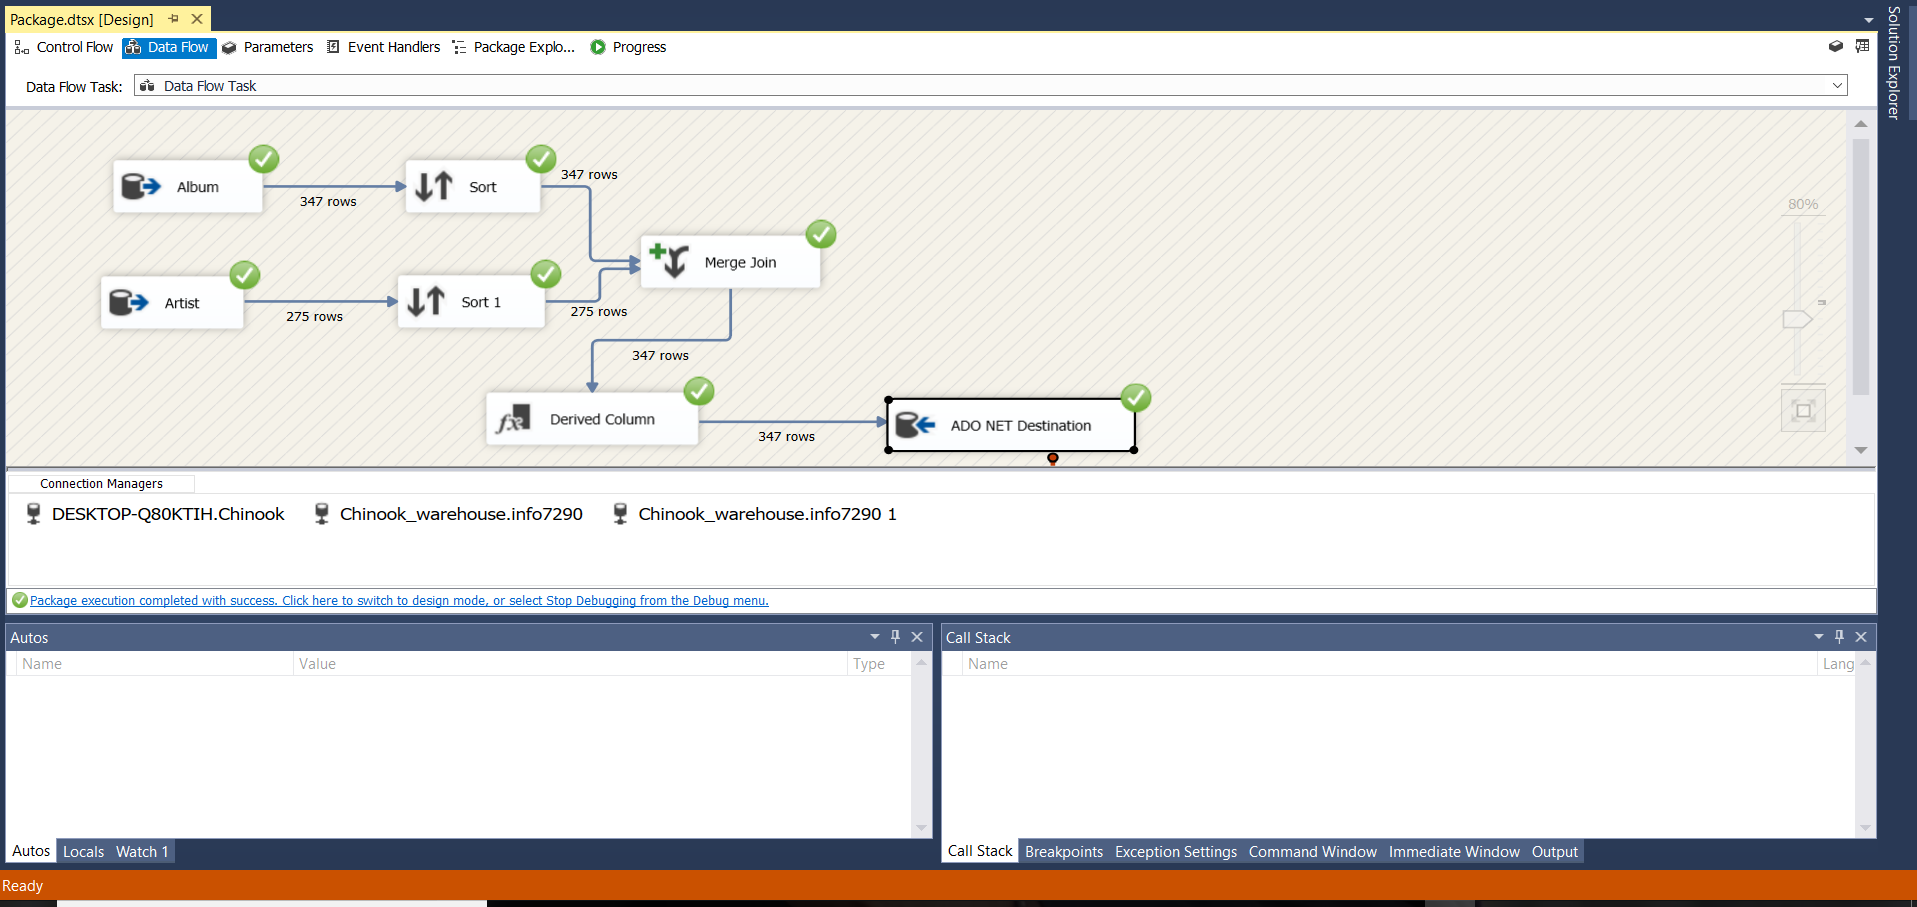 Package.dtsx [Design]
Control Flow Data Flow Parameters Event Handlers Package Explo... Progress
Data Flow Task: Data Flow Task
Solution Explorer
Album
347 rows
Sort
347 rows
80%
Merge Join
Artist
275 rows
Sort 1
275 rows
347 rows
fx
Derived Column
347 rows
ADO NET Destination
Connection Managers
DESKTOP-Q80KTIH.Chinook Chinook_warehouse.info7290 Chinook_warehouse.info7290 1
Package execution completed with success. Click here to switch to design mode, or select Stop Debugging from the Debug menu.
Autos
Name Value Type
Autos Locals Watch 1
Call Stack
Name Lang
Call Stack Breakpoints Exception Settings Command Window Immediate Window Output
Ready